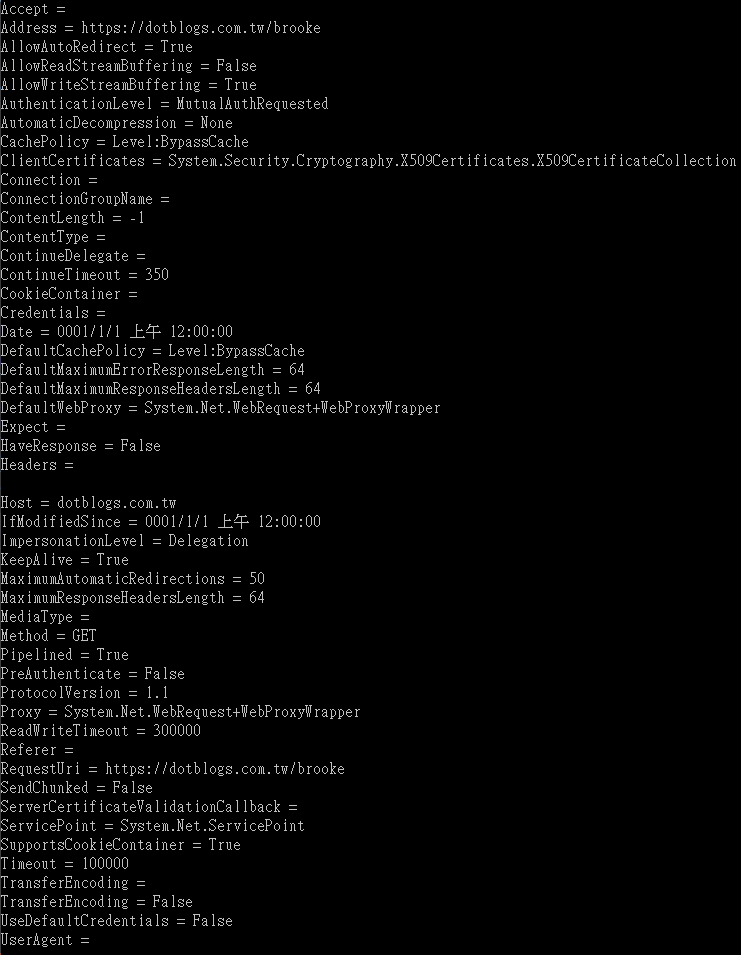 Accept =
Address = https://dotblogs.com.tw/brooke
AllowAutoRedirect = True
AllowReadStreamBuffering = False
AllowWriteStreamBuffering = True
AuthenticationLevel = MutualAuthRequested
AutomaticDecompression = None
CachePolicy = Level:BypassCache
ClientCertificates = System.Security.Cryptography.X509Certificates.X509CertificateCollection
Connection =
ConnectionGroupName =
ContentLength = -1
ContentType =
ContinueDelegate =
ContinueTimeout = 350
CookieContainer =
Credentials =
Date = 0001/1/1 上午 12:00:00
DefaultCachePolicy = Level:BypassCache
DefaultMaximumErrorResponseLength = 64
DefaultMaximumResponseHeadersLength = 64
DefaultWebProxy = System.Net.WebRequest+WebProxyWrapper
Expect =
HaveResponse = False
Headers =

Host = dotblogs.com.tw
IfModifiedSince = 0001/1/1 上午 12:00:00
ImpersonationLevel = Delegation
KeepAlive = True
MaximumAutomaticRedirections = 50
MaximumResponseHeadersLength = 64
MediaType =
Method = GET
Pipelined = True
PreAuthenticate = False
ProtocolVersion = 1.1
Proxy = System.Net.WebRequest+WebProxyWrapper
ReadWriteTimeout = 300000
Referer =
RequestUri = https://dotblogs.com.tw/brooke
SendChunked = False
ServerCertificateValidationCallback =
ServicePoint = System.Net.ServicePoint
SupportsCookieContainer = True
Timeout = 100000
TransferEncoding =
TransferEncoding = False
UseDefaultCredentials = False
UserAgent =